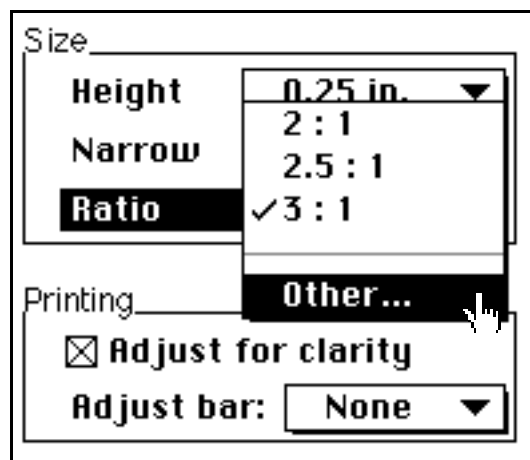 Size
Height 0.25 in.
2 : 1
Narrow
2.5 : 1
Ratio ✓3 : 1
Other...
Printing
Adjust for clarity
Adjust bar: None